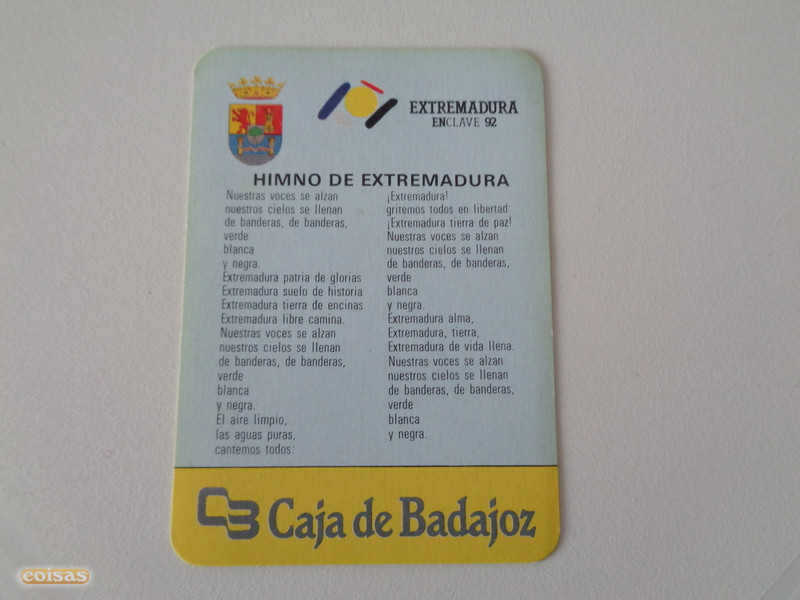 EXTREMADURA
ENCLAVE 92
HIMNO DE EXTREMADURA
Nuestras voces se alzan
nuestros cielos se llenan
de banderas, de banderas,
verde
blanca
y negra.
Extremadura patria de glorias
Extremadura suelo de historia
Extremadura tierra de encinas
Extremadura libre camina.
Nuestras voces se alzan
nuestros cielos se llenan
de banderas, de banderas,
verde
blanca
y negra.
El aire limpio,
las aguas puras,
cantemos todos:
¡Extremadura!
gritemos todos en libertad:
¡Extremadura tierra de paz!
Nuestras voces se alzan
nuestros cielos se llenan
de banderas, de banderas,
verde
blanca
y negra.
Extremadura alma,
Extremadura, tierra,
Extremadura de vida llena.
Nuestras voces se alzan
nuestros cielos se llenan
de banderas, de banderas,
verde
blanca
y negra.
CB Caja de Badajoz
coisas